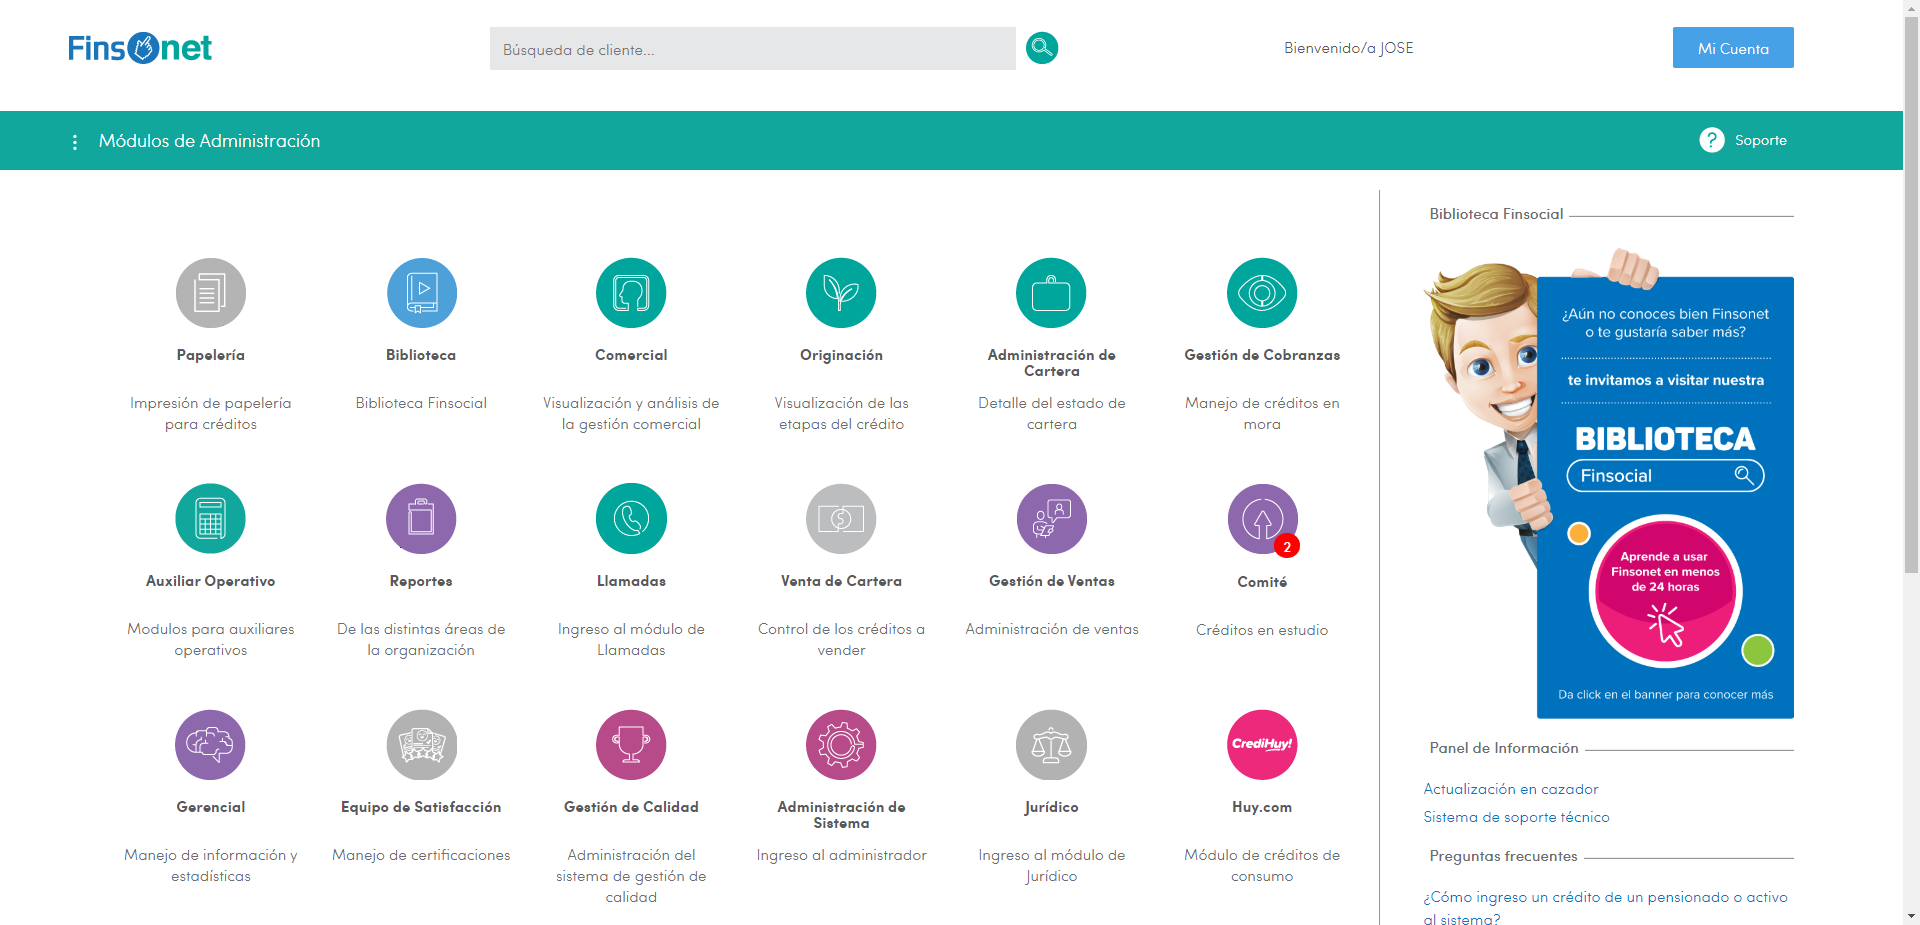 Finsonet
Búsqueda de cliente...
Bienvenido/a JOSE
Mi Cuenta
Módulos de Administración
? Soporte
Papelería
Impresión de papelería
para créditos
Biblioteca
Biblioteca Finsocial
Comercial
Visualización y análisis de
la gestión comercial
Originación
Visualización de las
etapas del crédito
Administración de
Cartera
Detalle del estado de
cartera
Gestión de Cobranzas
Manejo de créditos en
mora
Auxiliar Operativo
Modulos para auxiliares
operativos
Reportes
De las distintas áreas de
la organización
Llamadas
Ingreso al módulo de
Llamadas
$
Venta de Cartera
Control de los créditos a
vender
Gestión de Ventas
Administración de ventas
2
Comité
Créditos en estudio
Gerencial
Manejo de información y
estadísticas
Equipo de Satisfacción
Manejo de certificaciones
Gestión de Calidad
Administración del
sistema de gestión de
calidad
Administración de
Sistema
Ingreso al administrador
Jurídico
Ingreso al módulo de
Jurídico
CrediHuy!
Huy.com
Módulo de créditos de
consumo
Biblioteca Finsocial
¿Aún no conoces bien Finsonet
o te gustaría saber más?
te invitamos a visitar nuestra
BIBLIOTECA
Finsocial
Aprende a usar
Finsonet en menos
de 24 horas
Da click en el banner para conocer más
Panel de Información
Actualización en cazador
Sistema de soporte técnico
Preguntas frecuentes
¿Cómo ingreso un crédito de un pensionado o activo
al sistema?